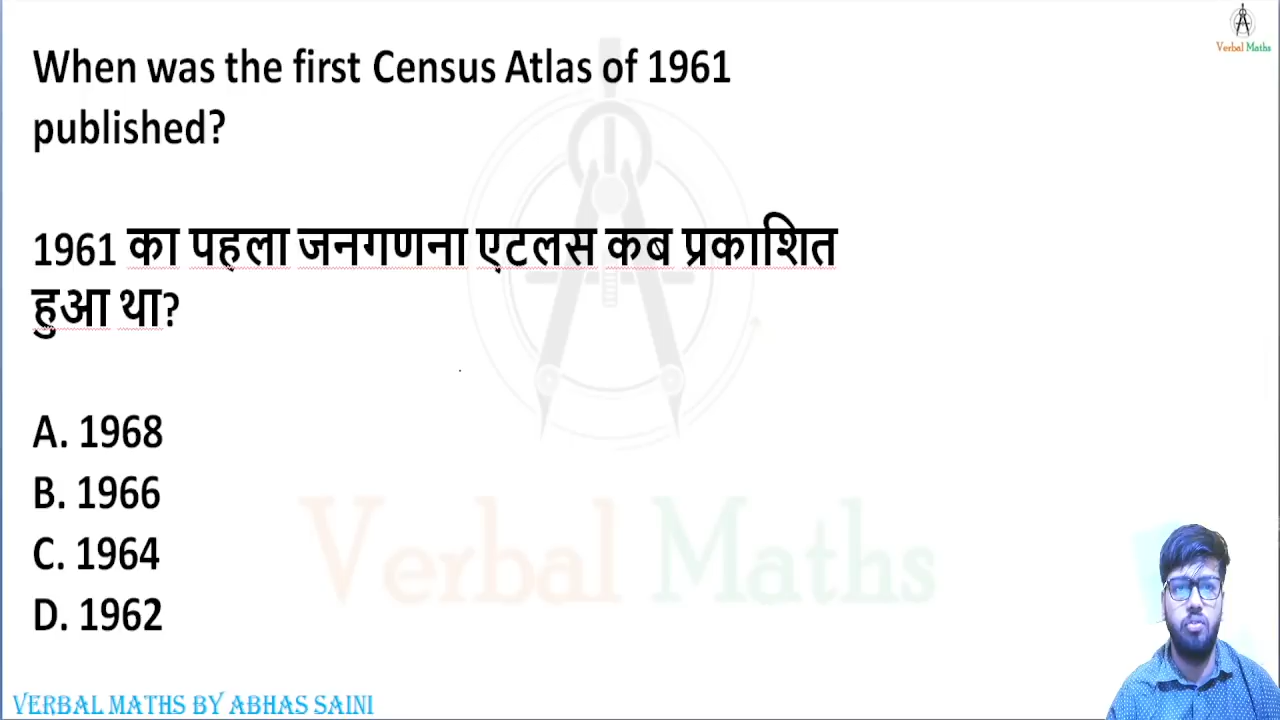 Verbal Maths
When was the first Census Atlas of 1961
published?
1961 का पहला जनगणना एटलस कब प्रकाशित
हुआ था?
A. 1968
B. 1966
C. 1964
D. 1962
Verbal Maths
VERBAL MATHS BY ABHAS SAINI